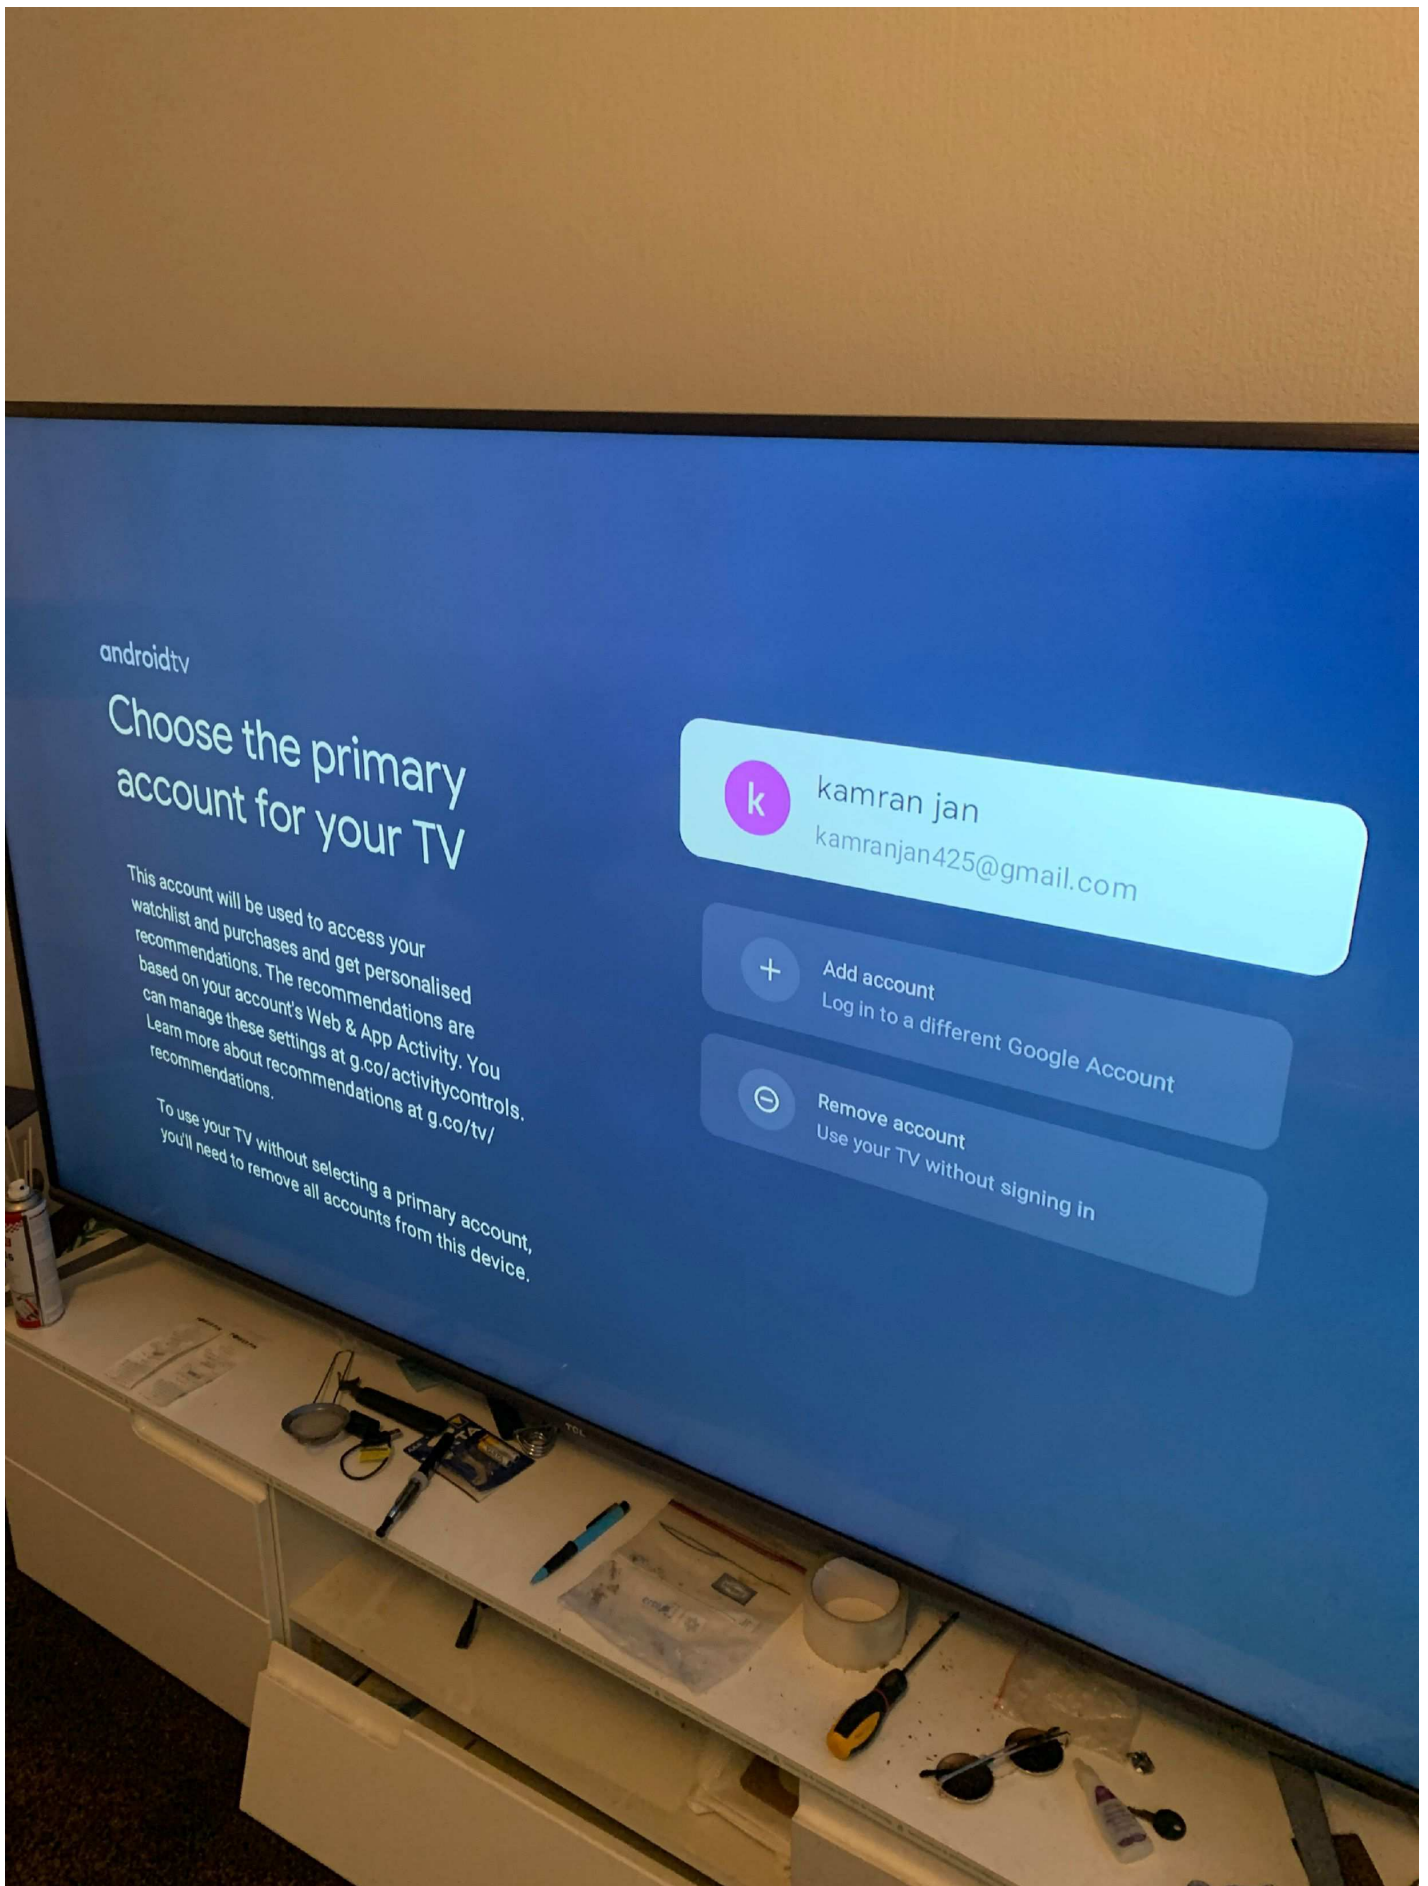 androidtv
Choose the primary
account for your TV
This account will be used to access your
watchlist and purchases and get personalised
recommendations. The recommendations are
based on your account's Web & App Activity. You
can manage these settings at g.co/activitycontrols.
Learn more about recommendations at g.co/tv/
recommendations.
To use your TV without selecting a primary account,
you'll need to remove all accounts from this device.
k
kamran jan
kamranjan425@gmail.com
Add account
Log in to a different Google Account
Remove account
Use your TV without signing in
TCL